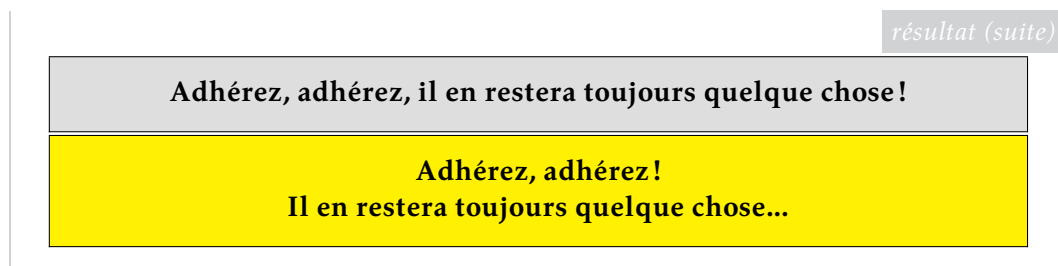 résultat (suite)
Adhérez, adhérez, il en restera toujours quelque chose !
Adhérez, adhérez !
Il en restera toujours quelque chose...